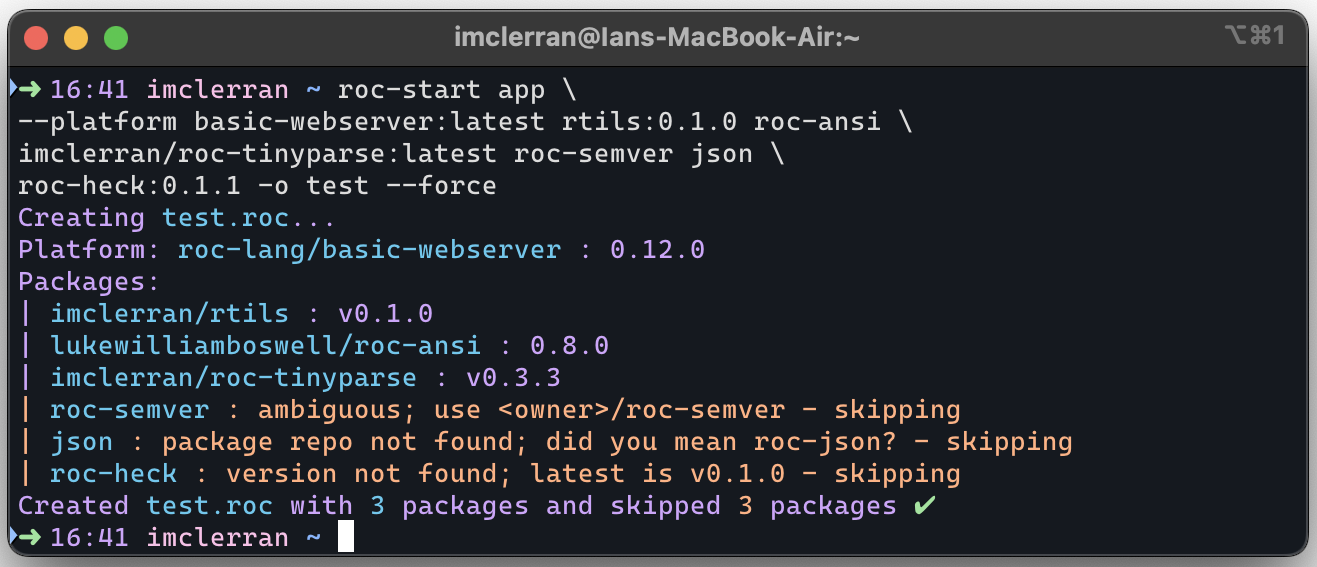 imclerran@Ians-MacBook-Air:~ ⌥⌘1
➜ 16:41 imclerran ~ roc-start app \
--platform basic-webserver:latest rtils:0.1.0 roc-ansi \
imclerran/roc-tinyparse:latest roc-semver json \
roc-heck:0.1.1 -o test --force
Creating test.roc...
Platform: roc-lang/basic-webserver : 0.12.0
Packages:
| imclerran/rtils : v0.1.0
| lukewilliamboswell/roc-ansi : 0.8.0
| imclerran/roc-tinyparse : v0.3.3
| roc-semver : ambiguous; use <owner>/roc-semver - skipping
| json : package repo not found; did you mean roc-json? - skipping
| roc-heck : version not found; latest is v0.1.0 - skipping
Created test.roc with 3 packages and skipped 3 packages ✔
➜ 16:41 imclerran ~